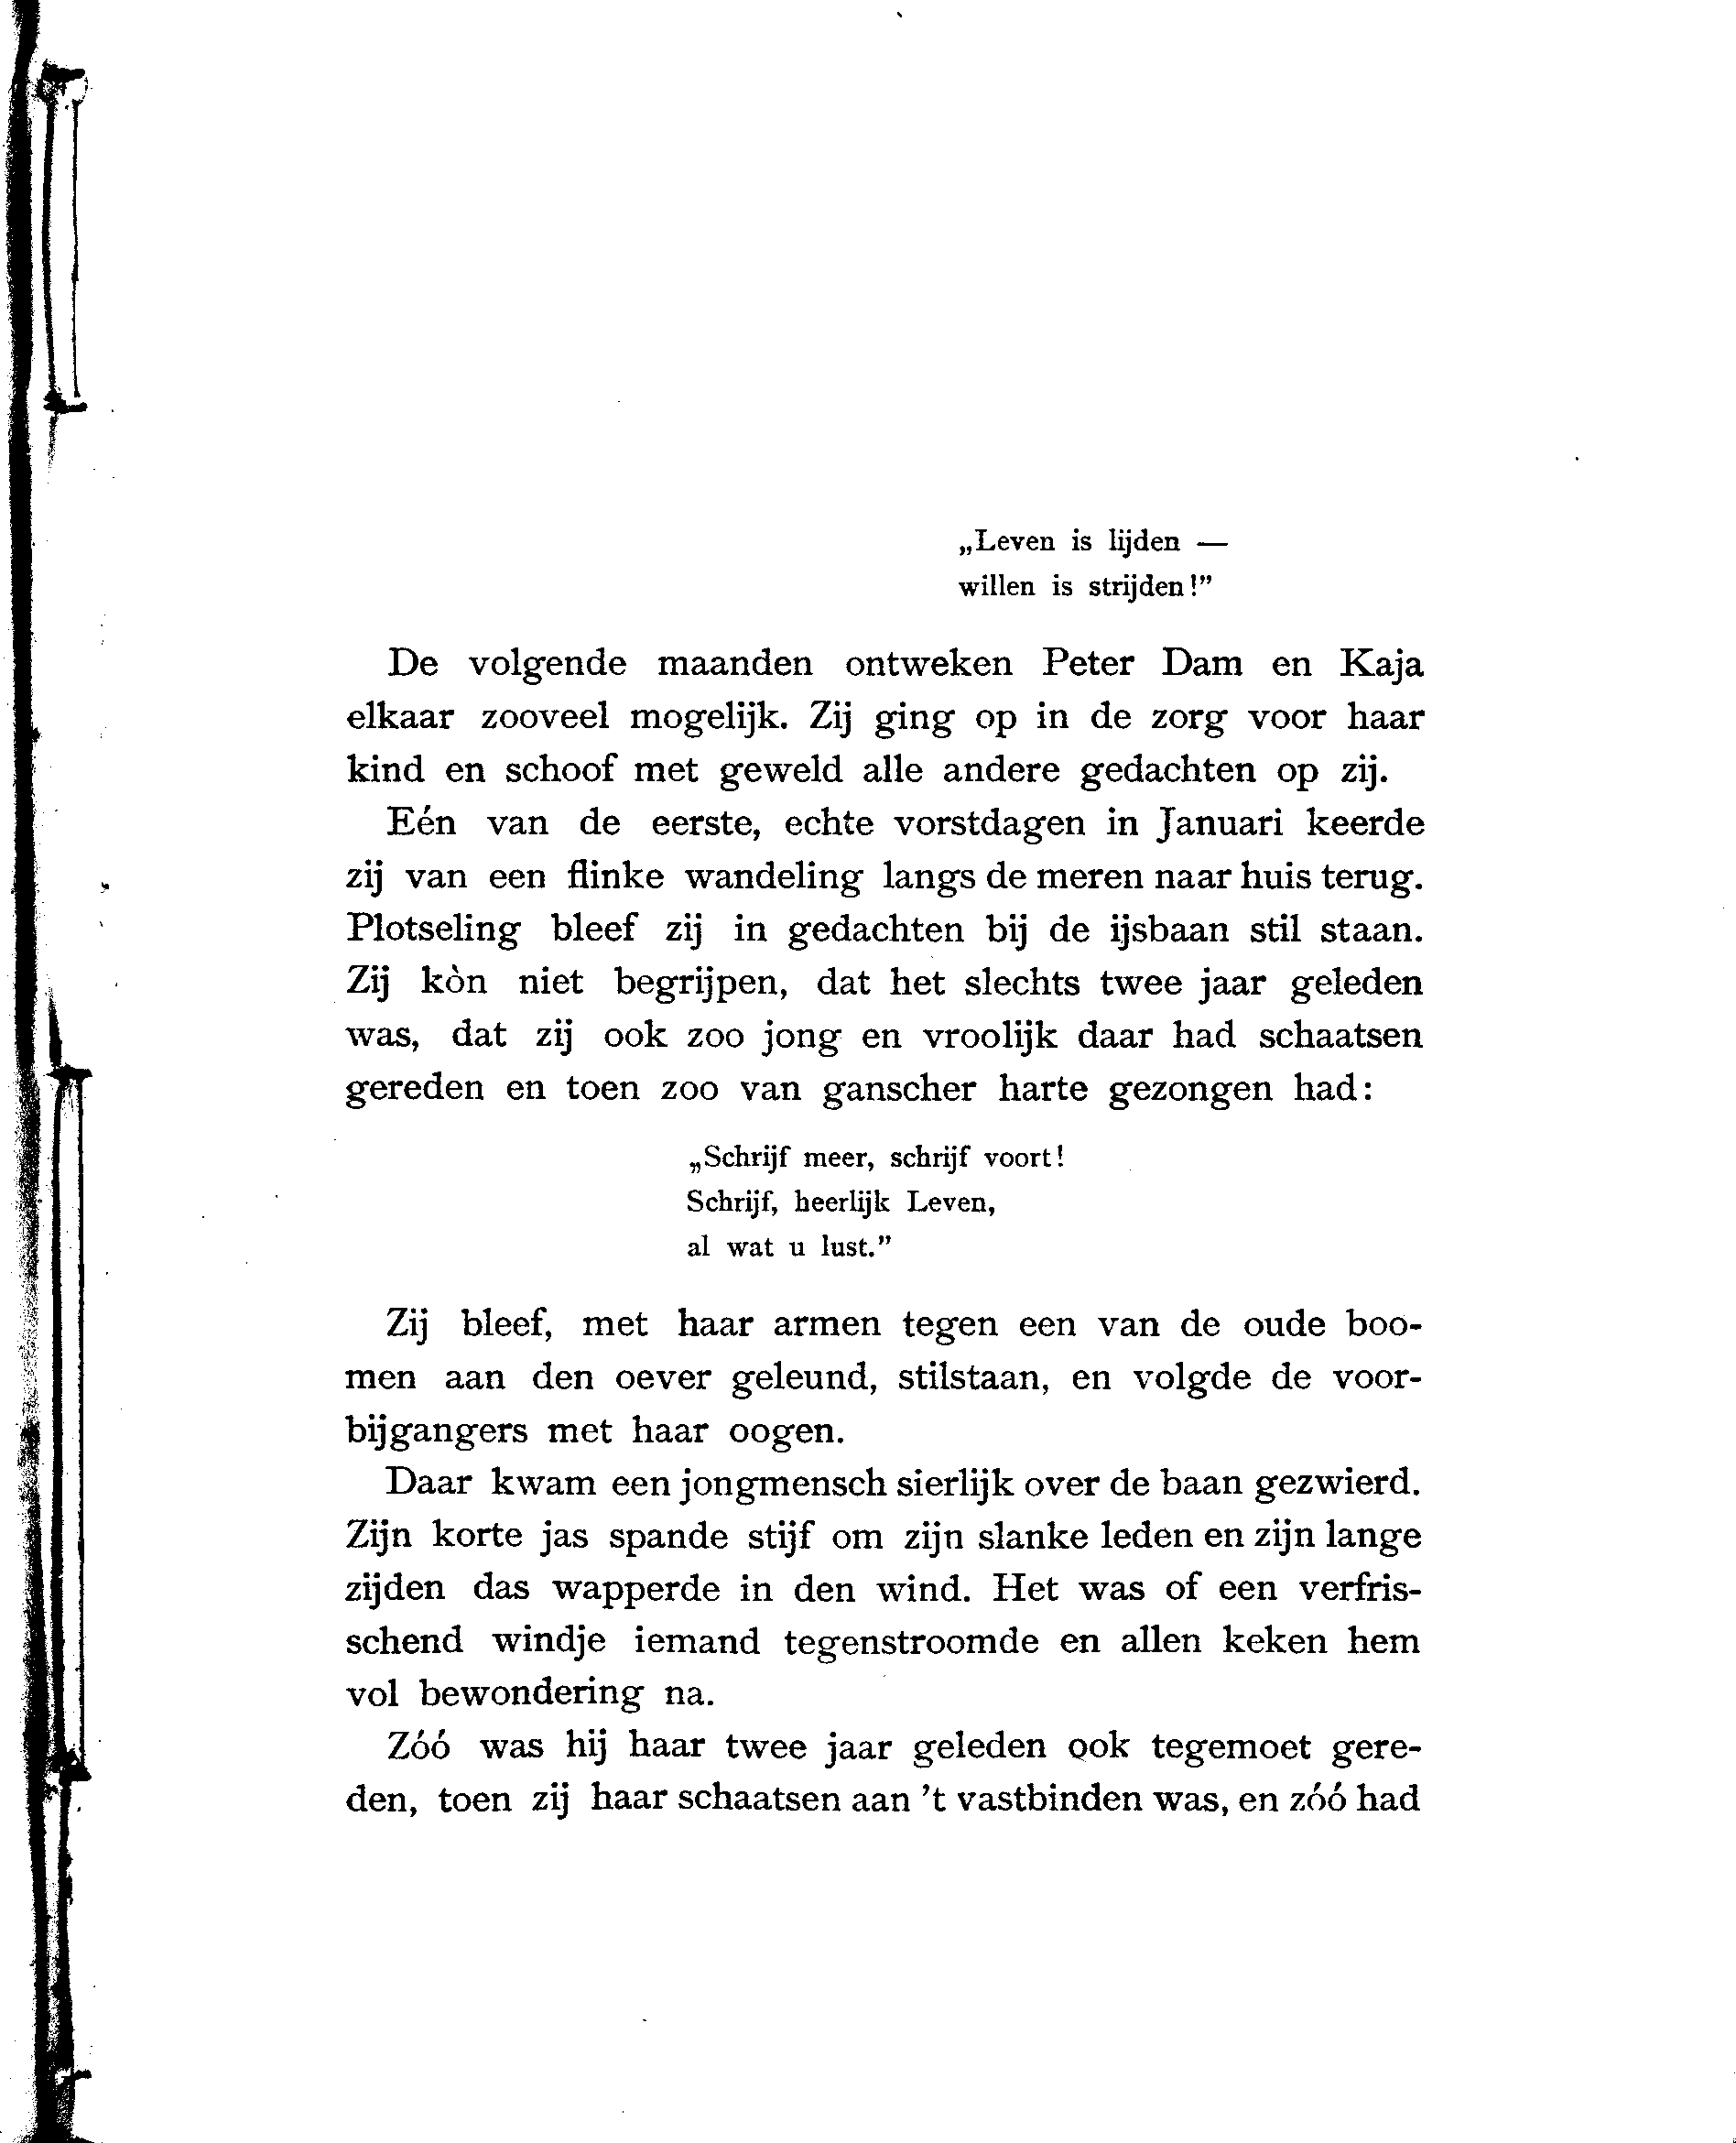 „Leven is lijden —
willen is strijden!”
De volgende maanden ontweken Peter Dam en Kaja
elkaar zooveel mogelijk. Zij ging op in de zorg voor haar
kind en schoof met geweld alle andere gedachten op zij.
Eén van de eerste, echte vorstdagen in Januari keerde
zij van een flinke wandeling langs de meren naar huis terug.
Plotseling bleef zij in gedachten bij de ijsbaan stil staan.
Zij kòn niet begrijpen, dat het slechts twee jaar geleden
was, dat zij ook zoo jong en vroolijk daar had schaatsen
gereden en toen zoo van ganscher harte gezongen had:
„Schrijf meer, schrijf voort!
Schrijf, heerlijk Leven,
al wat u lust.”
Zij bleef, met haar armen tegen een van de oude boo-
men aan den oever geleund, stilstaan, en volgde de voor-
bijgangers met haar oogen.
Daar kwam een jongmensch sierlijk over de baan gezwierd.
Zijn korte jas spande stijf om zijn slanke leden en zijn lange
zijden das wapperde in den wind. Het was of een verfris-
schend windje iemand tegenstroomde en allen keken hem
vol bewondering na.
Zóó was hij haar twee jaar geleden ook tegemoet gere-
den, toen zij haar schaatsen aan 't vastbinden was, en zóó had